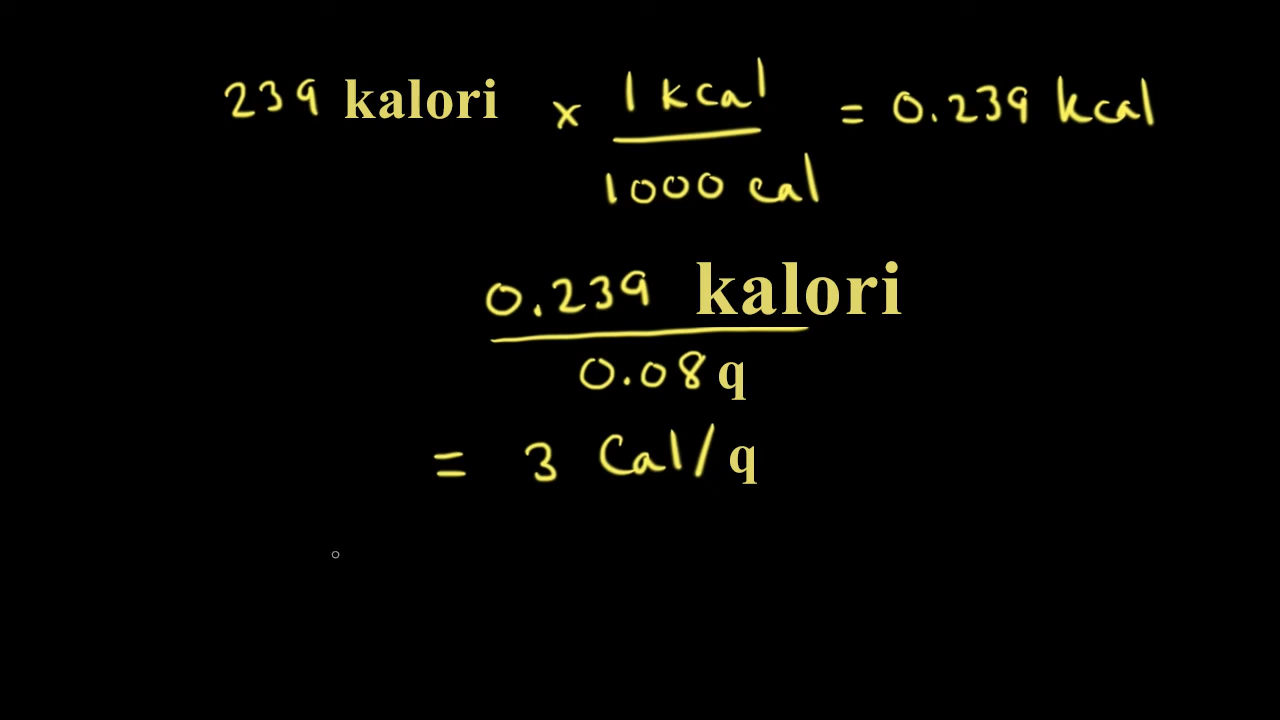 239 kalori x 1 kcal / 1000 cal = 0.239 kcal
0.239 kalori
0.08 q
= 3 Cal/q